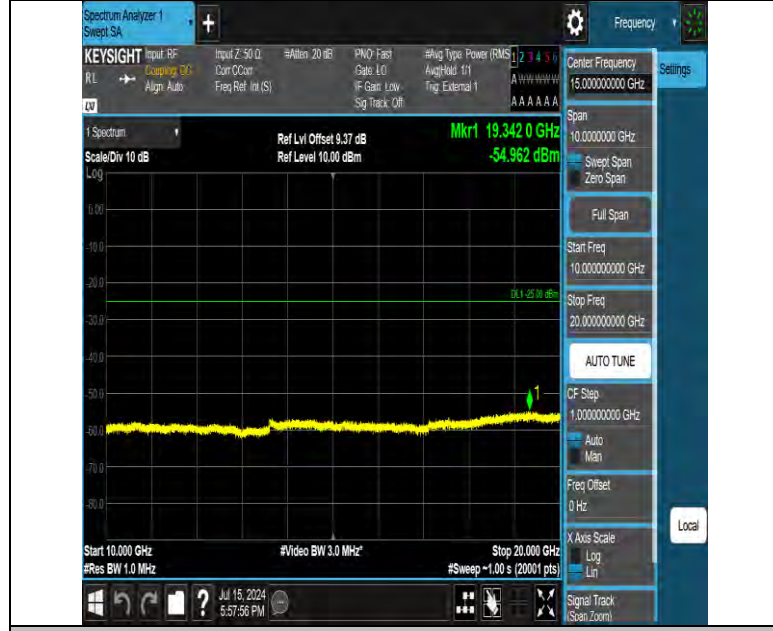 Spectrum Analyzer 1
Swept SA
+
Frequency
KEYSIGHT Input: RF Input Z: 50 Ω #Atten: 20 dB PNO: Fast #Avg Type: Power (RMS 1 2 3 4 5 6
RL Coupling: DC Corr CCorr Gate: LO Avg|Hold: 1/1 A W W W W W
Align: Auto Freq Ref: Int (S) IF Gain: Low Trig: External 1
Sig Track: Off A A A A A A
LXI
1 Spectrum
Ref Lvl Offset 9.37 dB
Mkr1 19.342 0 GHz
Scale/Div 10 dB
Ref Level 10.00 dBm
-54.962 dBm
Log
0.00
-10.0
-20.0
DL1 -25.00 dBm
-30.0
-40.0
-50.0
1
-60.0
-70.0
-80.0
Start 10.000 GHz
#Video BW 3.0 MHz*
Stop 20.000 GHz
#Res BW 1.0 MHz
#Sweep ~1.00 s (20001 pts)
?
Jul 15, 2024
5:57:56 PM
Center Frequency
15.000000000 GHz
Settings
Span
10.0000000 GHz
Swept Span
Zero Span
Full Span
Start Freq
10.000000000 GHz
Stop Freq
20.000000000 GHz
AUTO TUNE
CF Step
1.000000000 GHz
Auto
Man
Freq Offset
0 Hz
Local
X Axis Scale
Log
Lin
Signal Track
(Span Zoom)